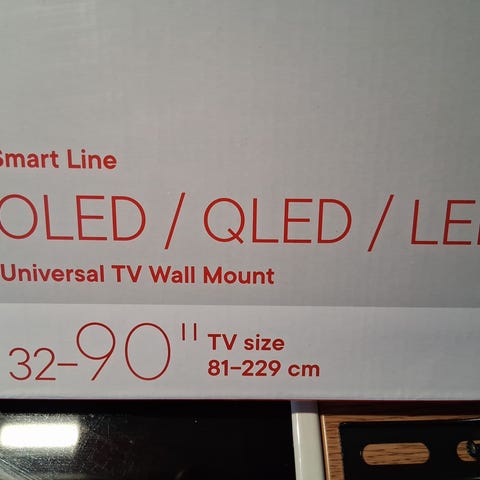 Smart Line
OLED / QLED / LE
Universal TV Wall Mount
32–90" TV size
81–229 cm